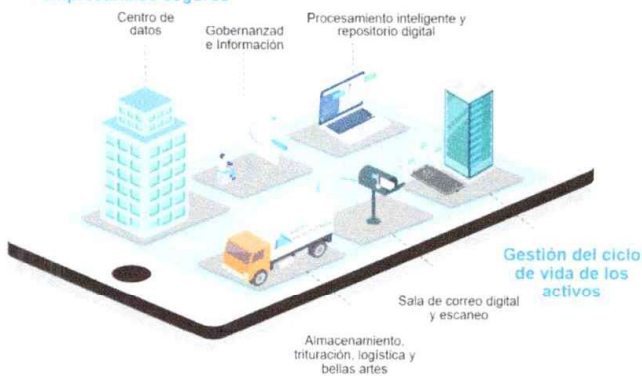 Centro de
datos
Gobernanzad
e Información
Procesamiento inteligente y
repositorio digital
Gestión del ciclo
de vida de los
activos
Sala de correo digital
y escaneo
Almacenamiento,
trituración, logística y
bellas artes